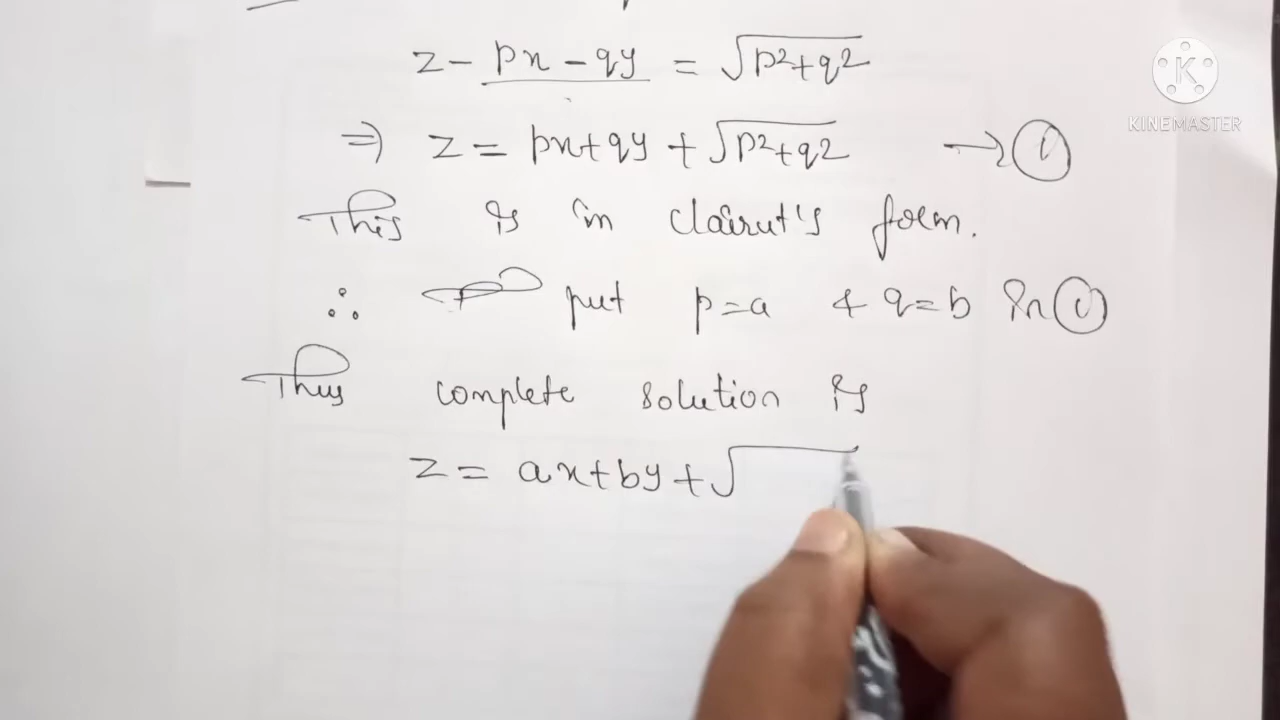 z - px - qy = √p²+q²
⇒ z = px+qy + √p²+q² → ①
This is in Clairut's form.
∴ put p=a & q=b in ①
Thus complete solution is
z = ax+by+√
KINEMASTER